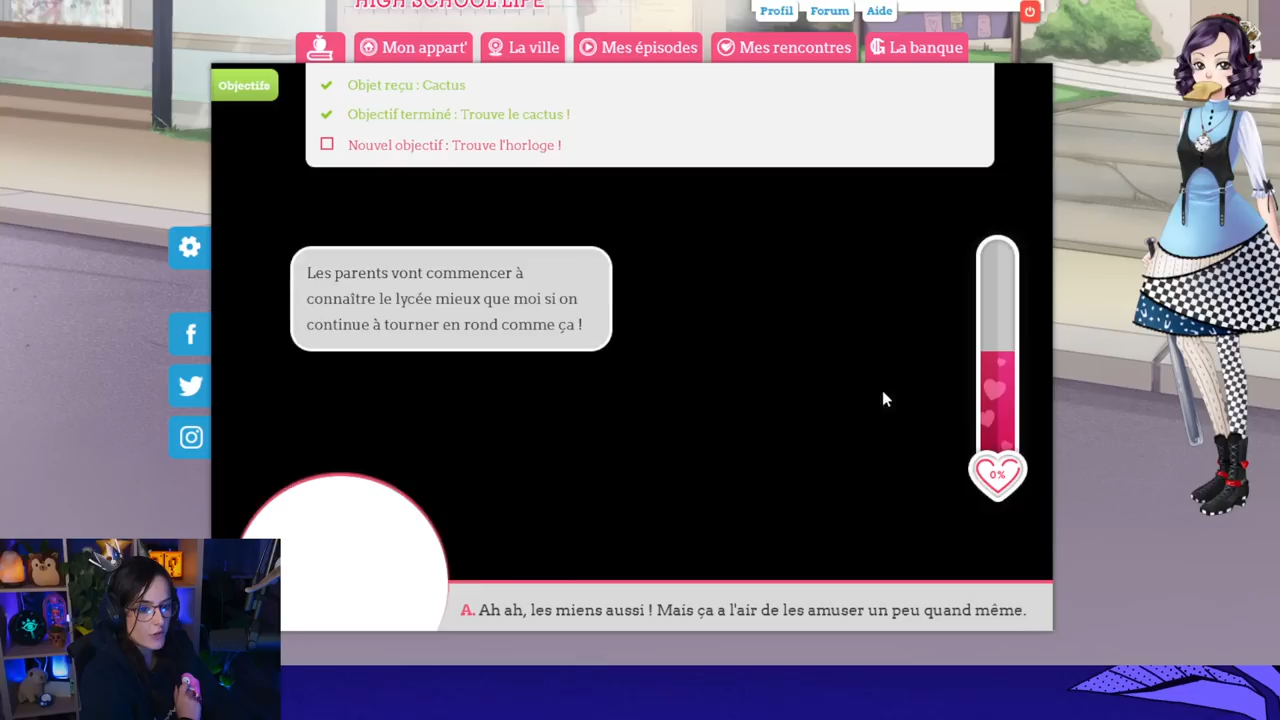 HIGH SCHOOL LIFE
Profil
Forum
Aide
Mon appart'
La ville
Mes épisodes
Mes rencontres
La banque
Objectifs
Objet reçu : Cactus
Objectif terminé : Trouve le cactus !
Nouvel objectif : Trouve l'horloge !
Les parents vont commencer à
connaître le lycée mieux que moi si on
continue à tourner en rond comme ça !
0%
A. Ah ah, les miens aussi ! Mais ça a l'air de les amuser un peu quand même.